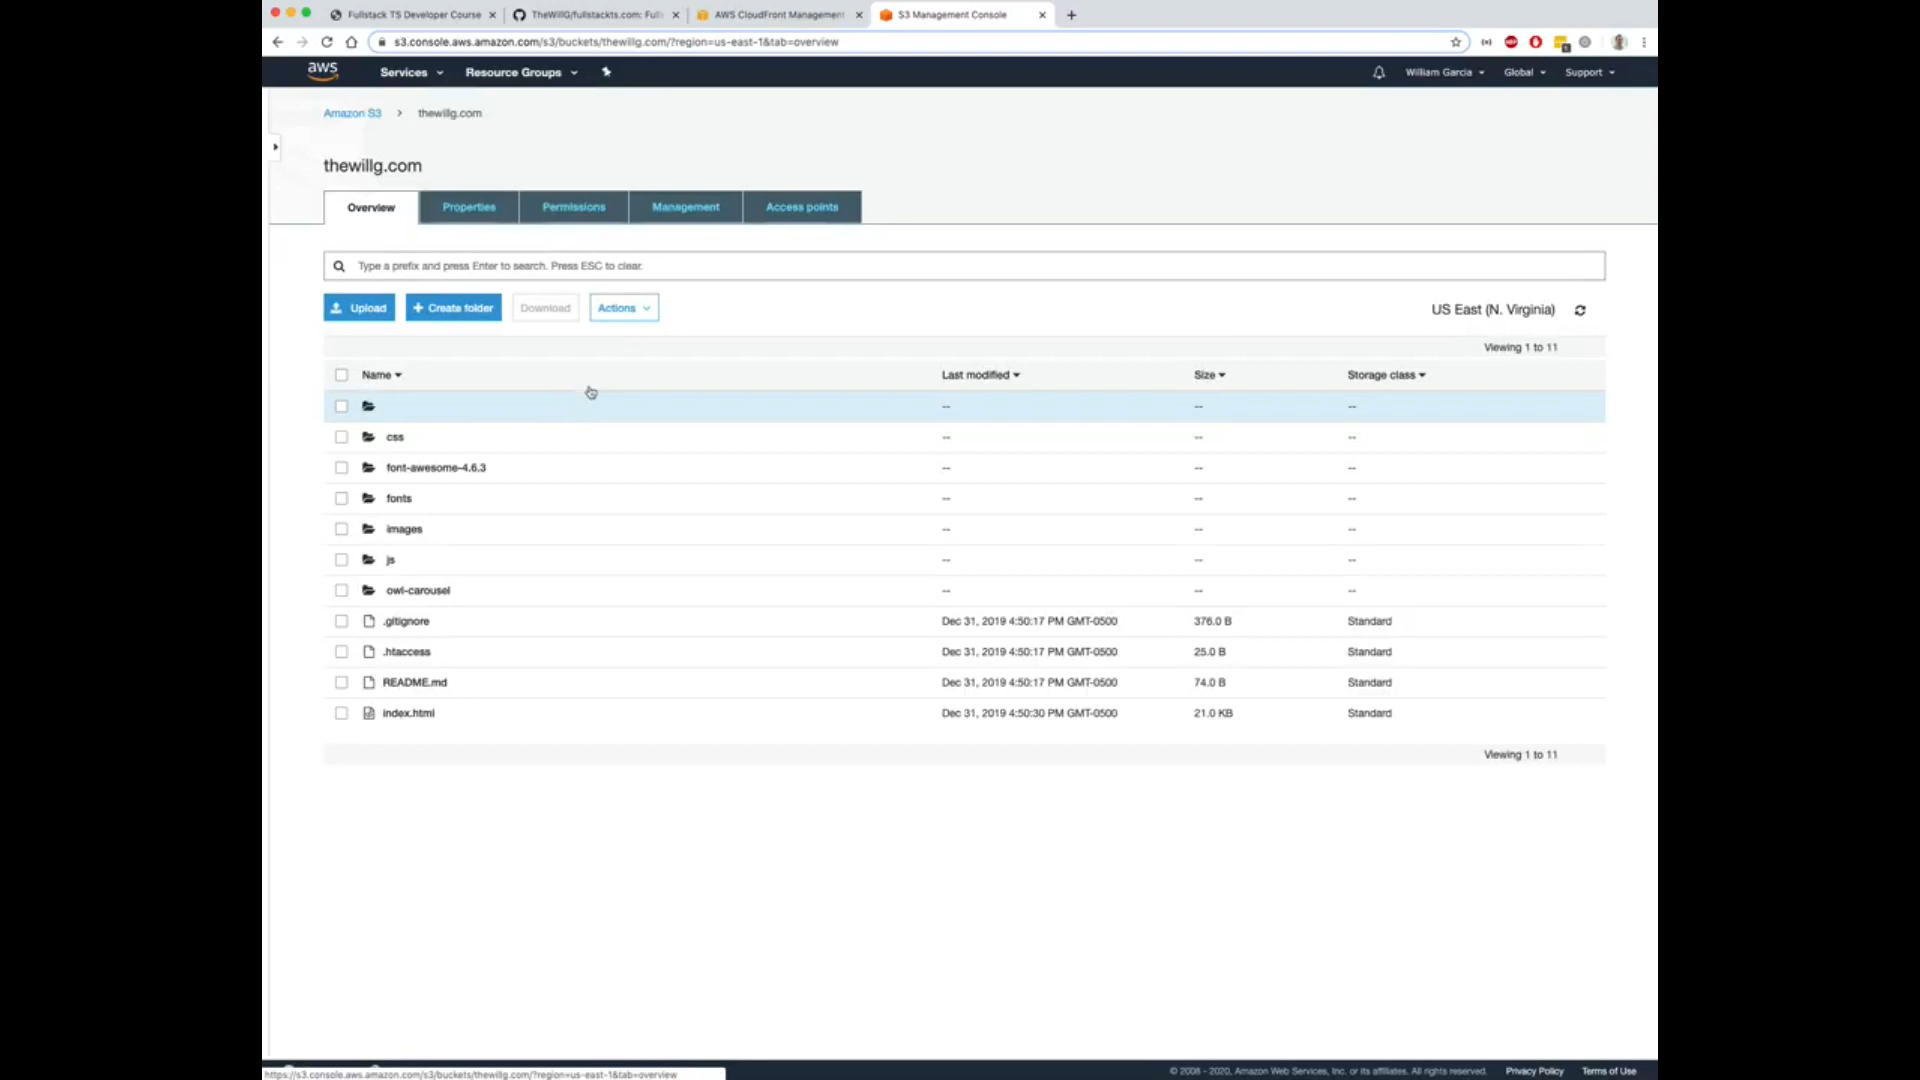 Fullstack TS Developer Course
TheWillG/fullstackts.com: Full
AWS CloudFront Management
S3 Management Console
s3.console.aws.amazon.com/s3/buckets/thewillg.com/?region=us-east-1&tab=overview
aws Services Resource Groups William Garcia Global Support
Amazon S3 > thewillg.com
thewillg.com
Overview Properties Permissions Management Access points
Type a prefix and press Enter to search. Press ESC to clear.
Upload + Create folder Download Actions US East (N. Virginia)
Viewing 1 to 11
Name Last modified Size Storage class
-- -- --
css -- -- --
font-awesome-4.6.3 -- -- --
fonts -- -- --
images -- -- --
js -- -- --
owl-carousel -- -- --
.gitignore Dec 31, 2019 4:50:17 PM GMT-0500 376.0 B Standard
.htaccess Dec 31, 2019 4:50:17 PM GMT-0500 25.0 B Standard
README.md Dec 31, 2019 4:50:17 PM GMT-0500 74.0 B Standard
index.html Dec 31, 2019 4:50:30 PM GMT-0500 21.0 KB Standard
Viewing 1 to 11
https://s3.console.aws.amazon.com/s3/buckets/thewillg.com/?region=us-east-1&tab=overview
© 2008 - 2020, Amazon Web Services, Inc. or its affiliates. All rights reserved. Privacy Policy Terms of Use